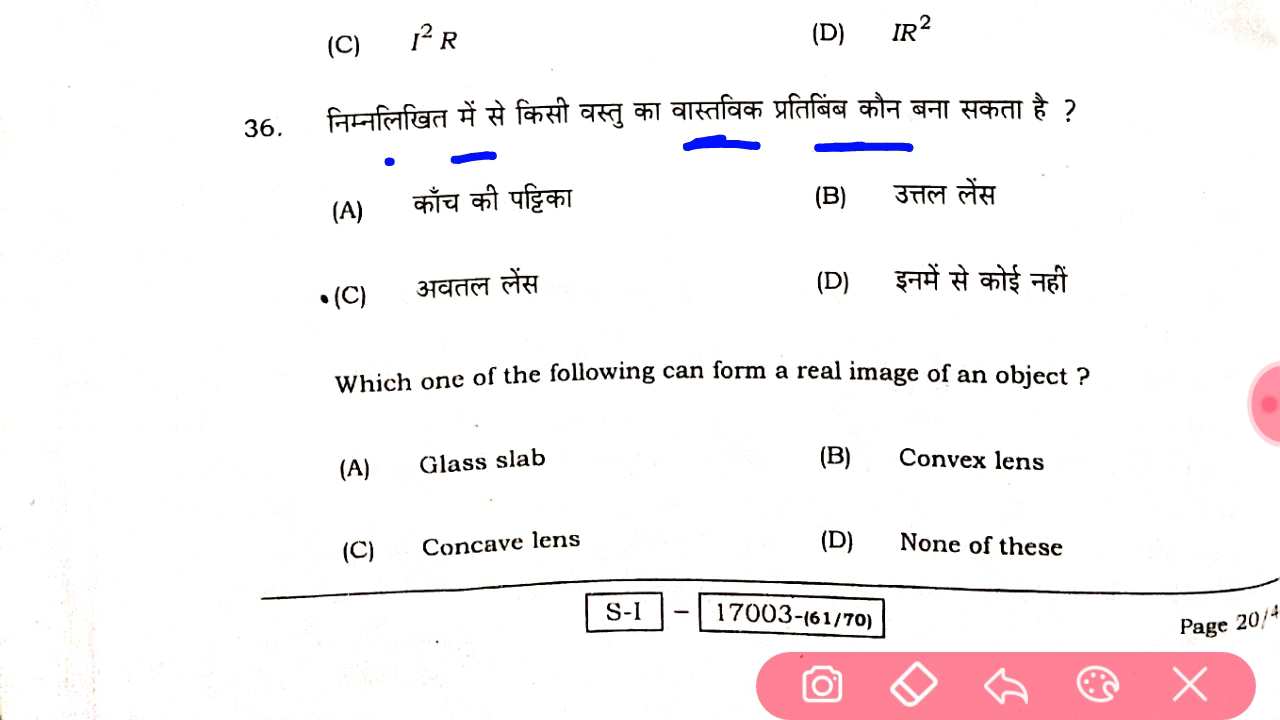 (C) I² R (D) IR²
36. निम्नलिखित में से किसी वस्तु का वास्तविक प्रतिबिंब कौन बना सकता है ?
(A) काँच की पट्टिका (B) उत्तल लेंस
(C) अवतल लेंस (D) इनमें से कोई नहीं
Which one of the following can form a real image of an object ?
(A) Glass slab (B) Convex lens
(C) Concave lens (D) None of these
S-I – 17003-(61/70)
Page 20/4